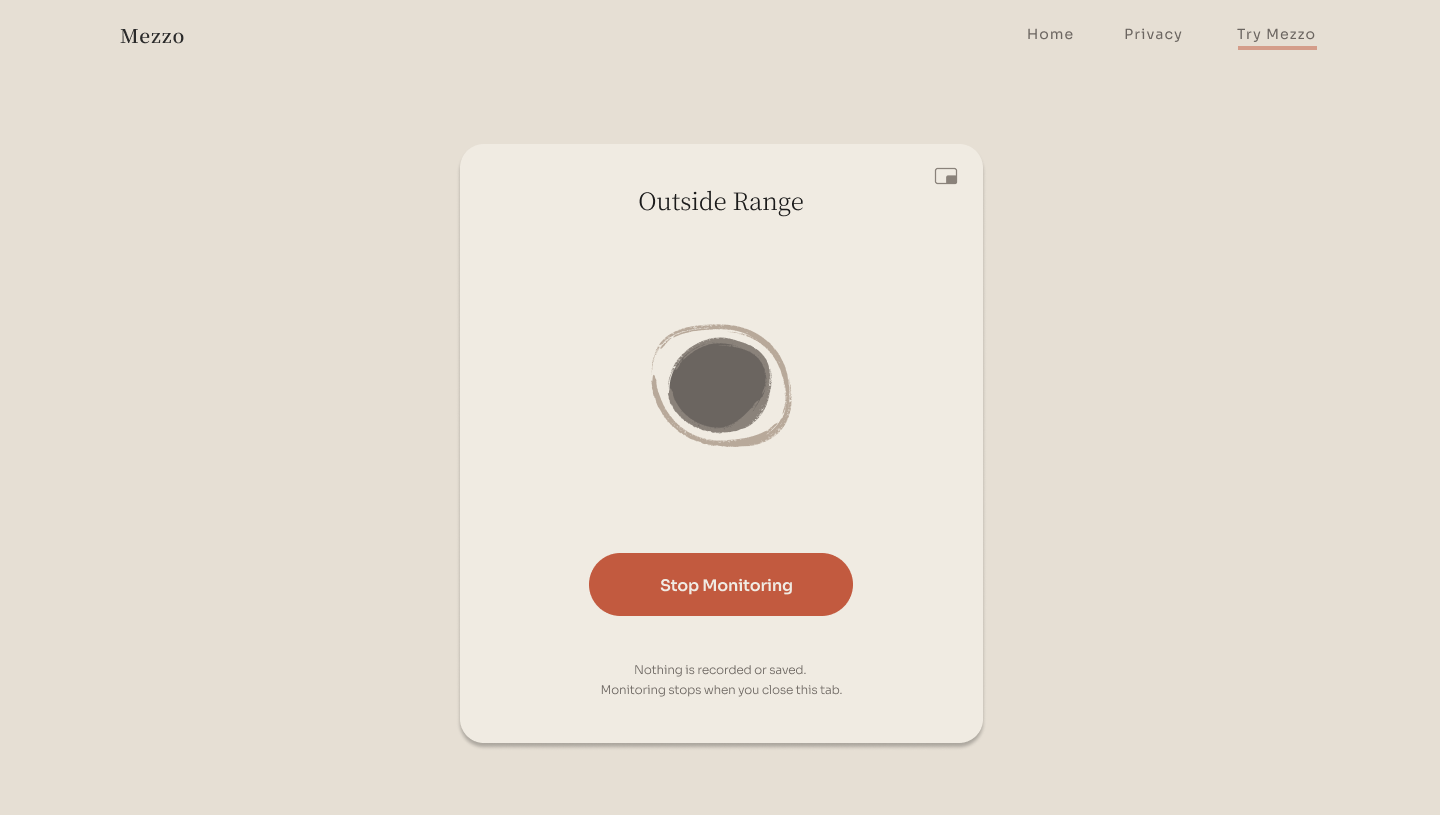 Mezzo
Home
Privacy
Try Mezzo
Outside Range
Stop Monitoring
Nothing is recorded or saved.
Monitoring stops when you close this tab.